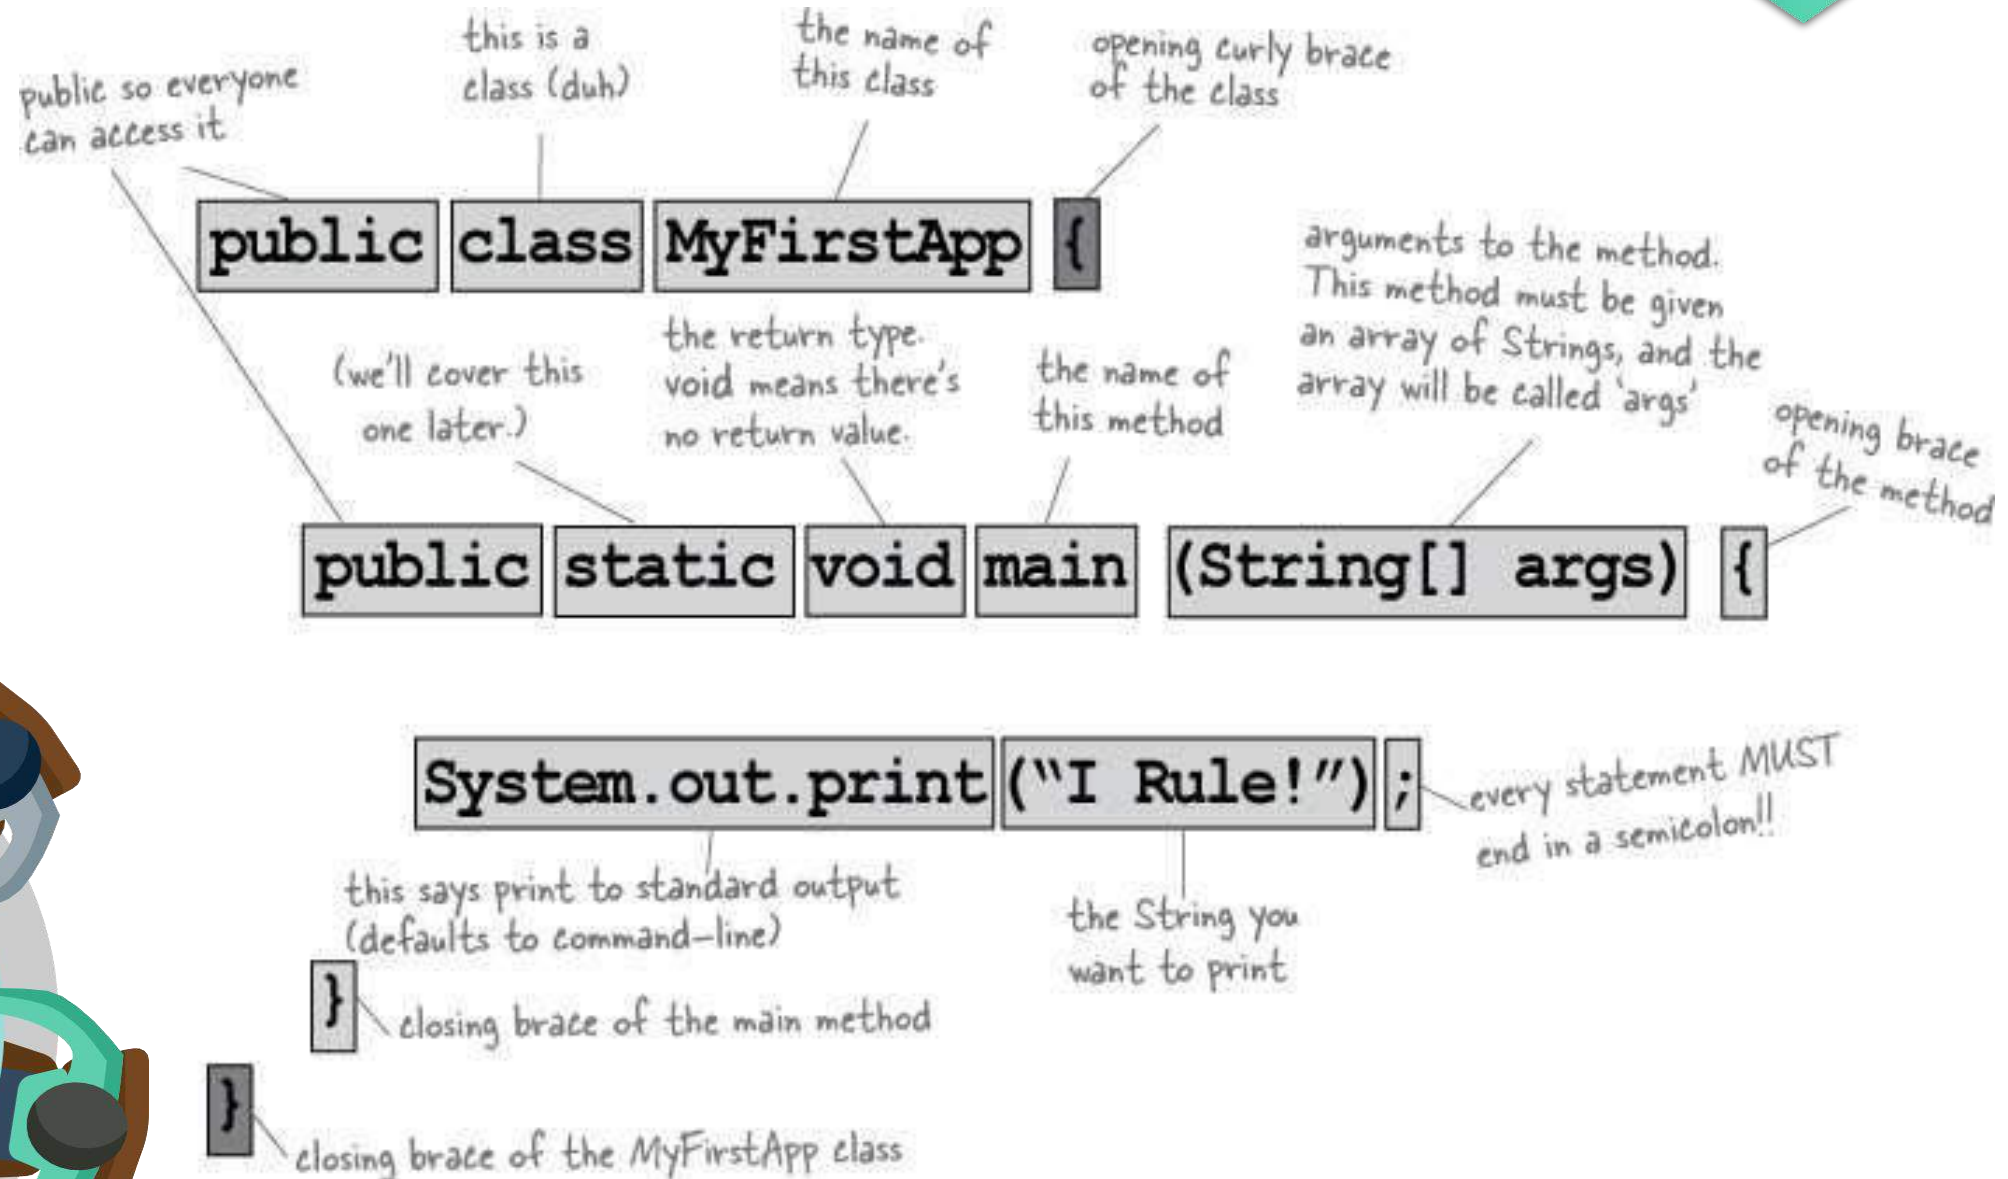 this is a
class (duh)
the name of
this class
opening curly brace
of the class
public so everyone
can access it
public class MyFirstApp {
arguments to the method.
This method must be given
an array of Strings, and the
array will be called 'args'
(we'll cover this
one later.)
the return type.
void means there's
no return value.
the name of
this method
opening brace
of the method
public static void main (String[] args) {
System.out.print("I Rule!");
every statement MUST
end in a semicolon!!
this says print to standard output
(defaults to command-line)
the String you
want to print
}
closing brace of the main method
}
closing brace of the MyFirstApp class